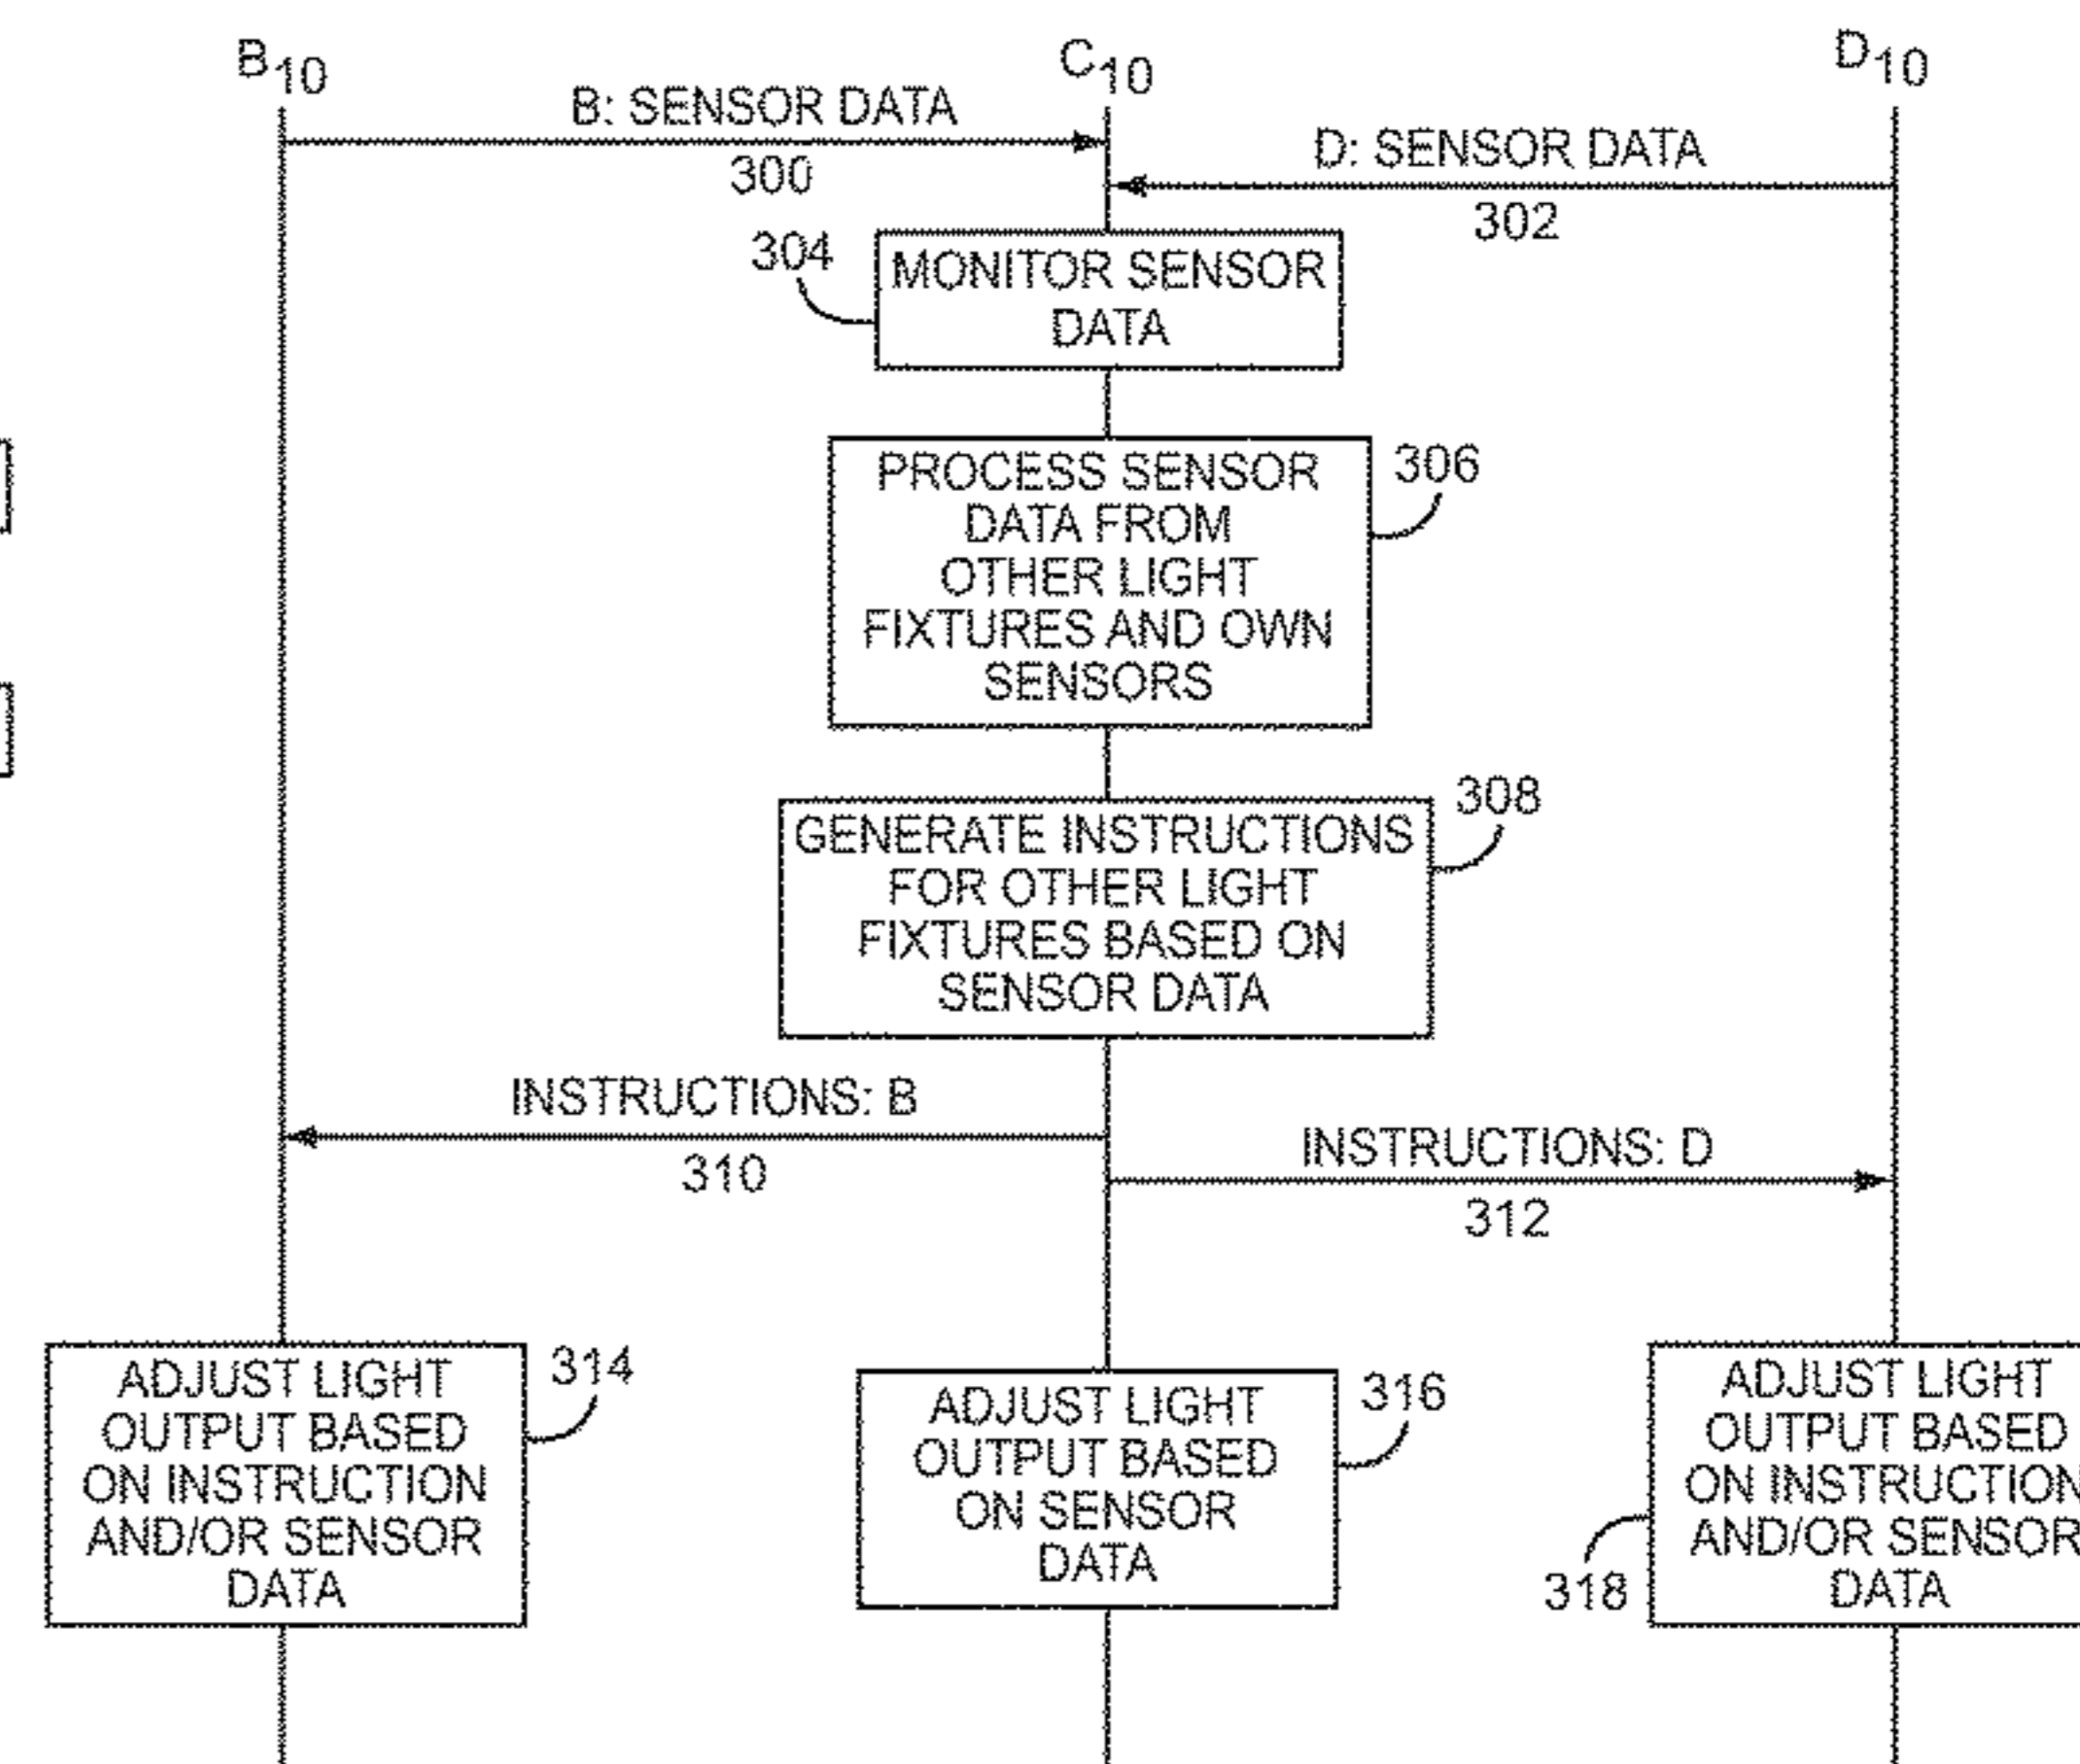 B10
C10
D10
B: SENSOR DATA
300
D: SENSOR DATA
302
304
MONITOR SENSOR
DATA
PROCESS SENSOR
DATA FROM
OTHER LIGHT
FIXTURES AND OWN
SENSORS
306
GENERATE INSTRUCTIONS
FOR OTHER LIGHT
FIXTURES BASED ON
SENSOR DATA
308
INSTRUCTIONS: B
310
INSTRUCTIONS: D
312
ADJUST LIGHT
OUTPUT BASED
ON INSTRUCTION
AND/OR SENSOR
DATA
314
ADJUST LIGHT
OUTPUT BASED
ON SENSOR
DATA
316
ADJUST LIGHT
OUTPUT BASED
ON INSTRUCTION
AND/OR SENSOR
DATA
318